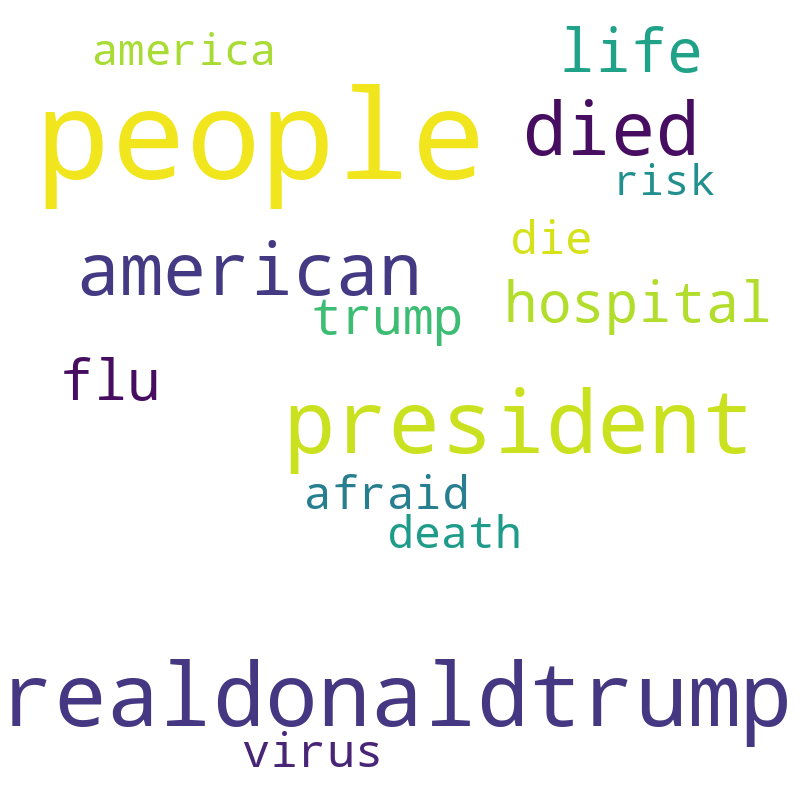 america
life
people
died
risk
die
american
hospital
trump
flu
president
afraid
death
realdonaldtrump
virus